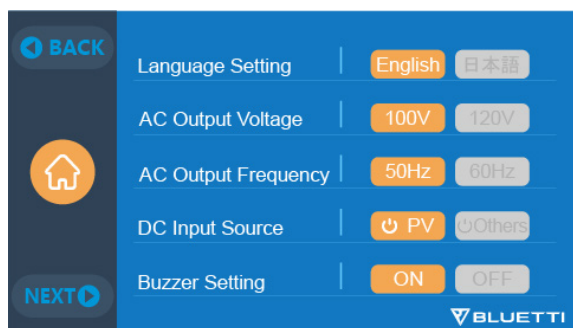 BACK
Language Setting English 日本語
AC Output Voltage 100V 120V
AC Output Frequency 50Hz 60Hz
DC Input Source PV Others
Buzzer Setting ON OFF
NEXT
BLUETTI